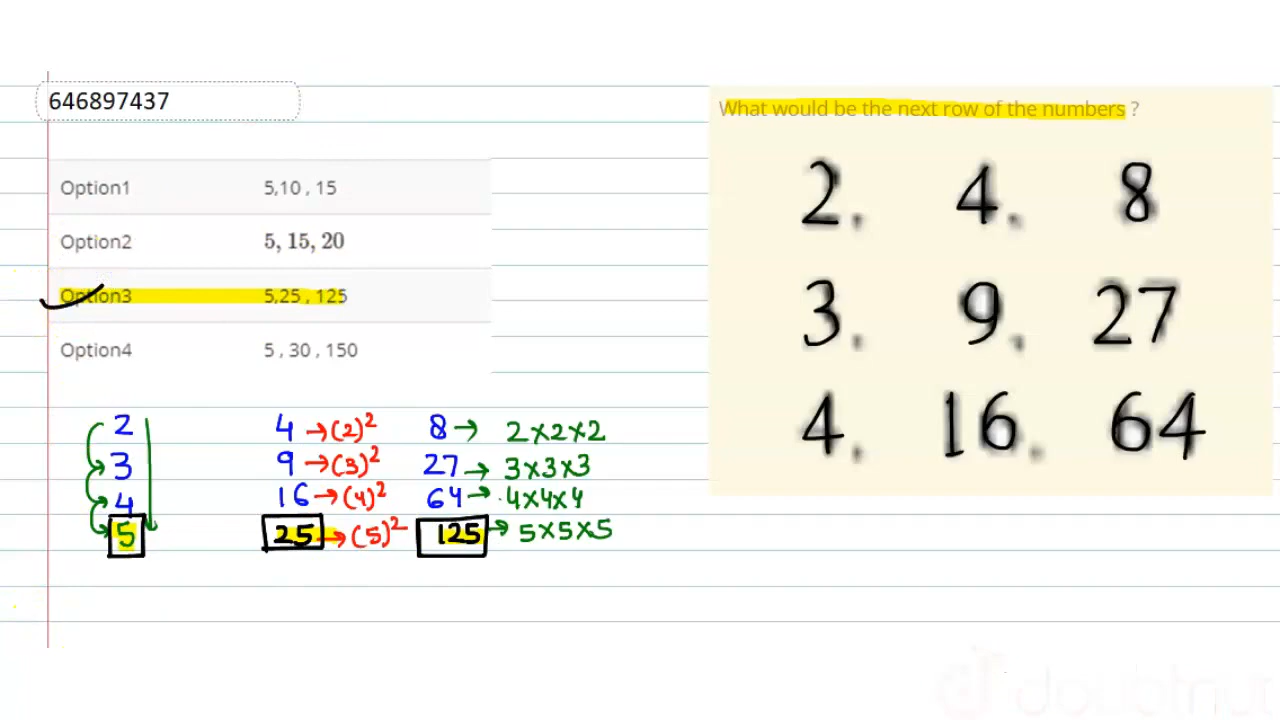 646897437
Option1 5,10 , 15
Option2 5, 15, 20
Option3 5,25 , 125
Option4 5 , 30 , 150
2 4 →(2)² 8 → 2×2×2
3 9 →(3)² 27 → 3×3×3
4 16 →(4)² 64 → 4×4×4
5 25 →(5)² 125 → 5×5×5
What would be the next row of the numbers ?
2. 4. 8
3. 9. 27
4. 16. 64
doubtnut